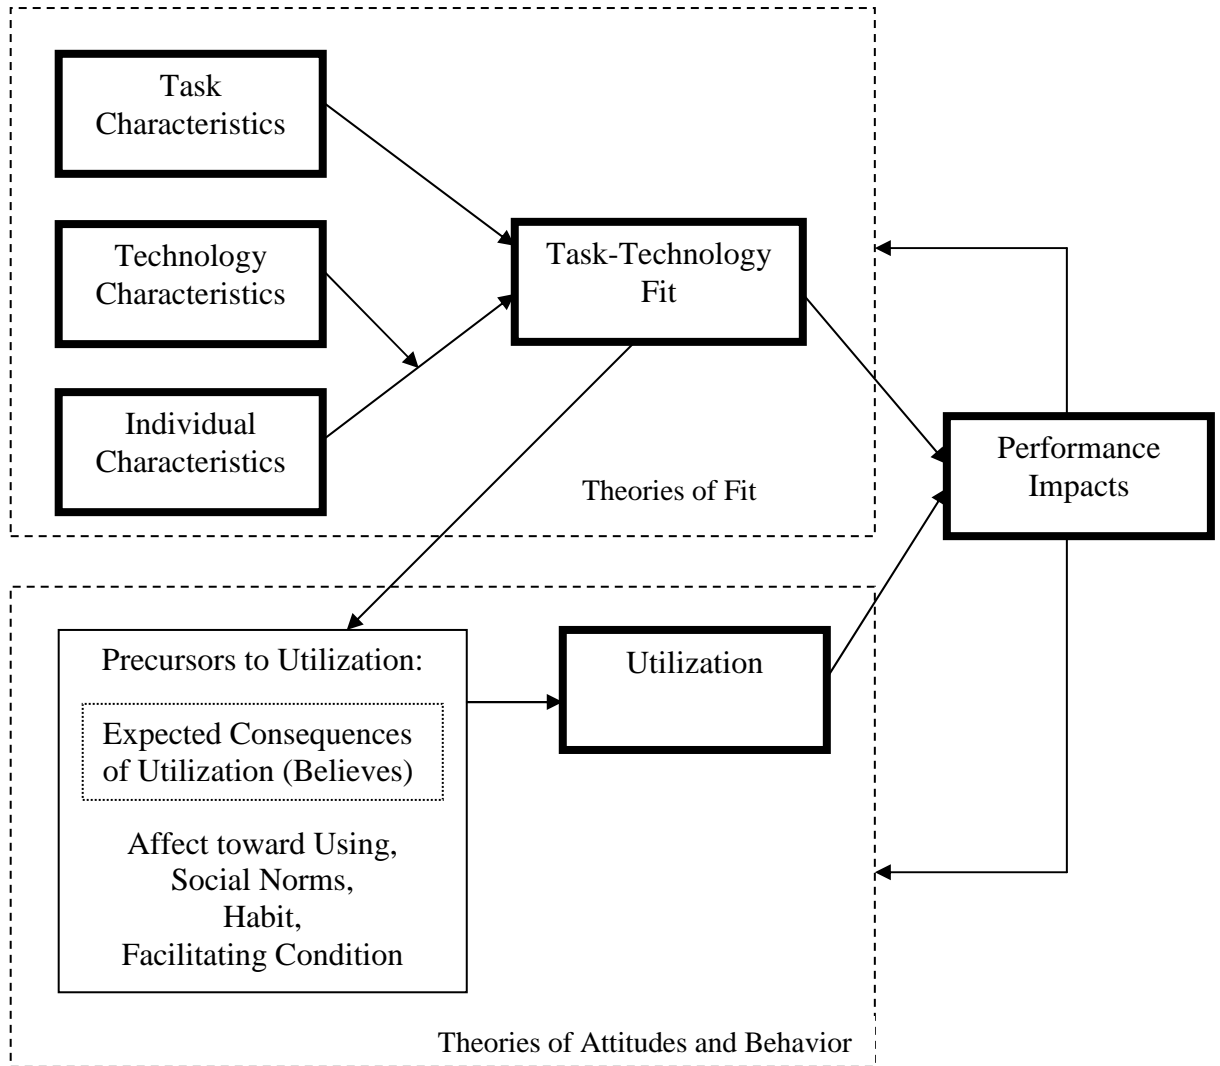 Task
Characteristics
Technology
Characteristics
Individual
Characteristics
Task-Technology
Fit
Theories of Fit
Performance
Impacts
Precursors to Utilization:
Expected Consequences
of Utilization (Believes)
Affect toward Using,
Social Norms,
Habit,
Facilitating Condition
Utilization
Theories of Attitudes and Behavior